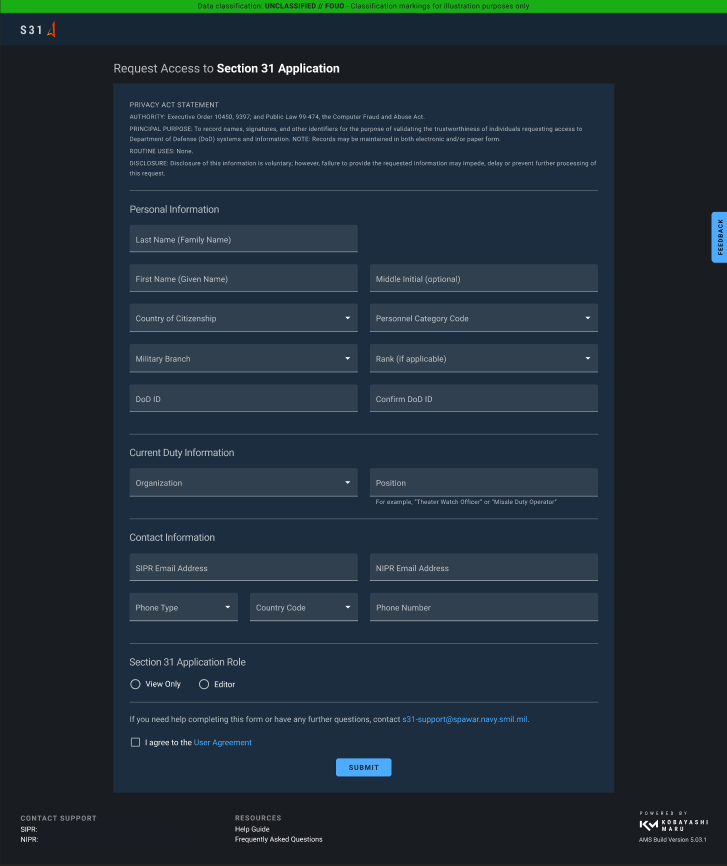 Data classification: UNCLASSIFIED // FOUO - Classification markings for illustration purposes only
S31
Request Access to Section 31 Application
PRIVACY ACT STATEMENT
AUTHORITY: Executive Order 10450, 9397; and Public Law 99-474, the Computer Fraud and Abuse Act.
PRINCIPAL PURPOSE: To record names, signatures, and other identifiers for the purpose of validating the trustworthiness of individuals requesting access to
Department of Defense (DoD) systems and information. NOTE: Records may be maintained in both electronic and/or paper form.
ROUTINE USES: None.
DISCLOSURE: Disclosure of this information is voluntary; however, failure to provide the requested information may impede, delay or prevent further processing of
this request.
Personal Information
Last Name (Family Name)
First Name (Given Name)
Middle Initial (optional)
Country of Citizenship
Personnel Category Code
Military Branch
Rank (if applicable)
DoD ID
Confirm DoD ID
Current Duty Information
Organization
Position
For example, "Theater Watch Officer" or "Missle Duty Operator"
Contact Information
SIPR Email Address
NIPR Email Address
Phone Type
Country Code
Phone Number
Section 31 Application Role
View Only
Editor
If you need help completing this form or have any further questions, contact s31-support@spawar.navy.smil.mil.
I agree to the User Agreement
SUBMIT
FEEDBACK
CONTACT SUPPORT
SIPR:
NIPR:
RESOURCES
Help Guide
Frequently Asked Questions
POWERED BY
KM KOBAYASHI
MARU
AMS Build Version 5.03.1